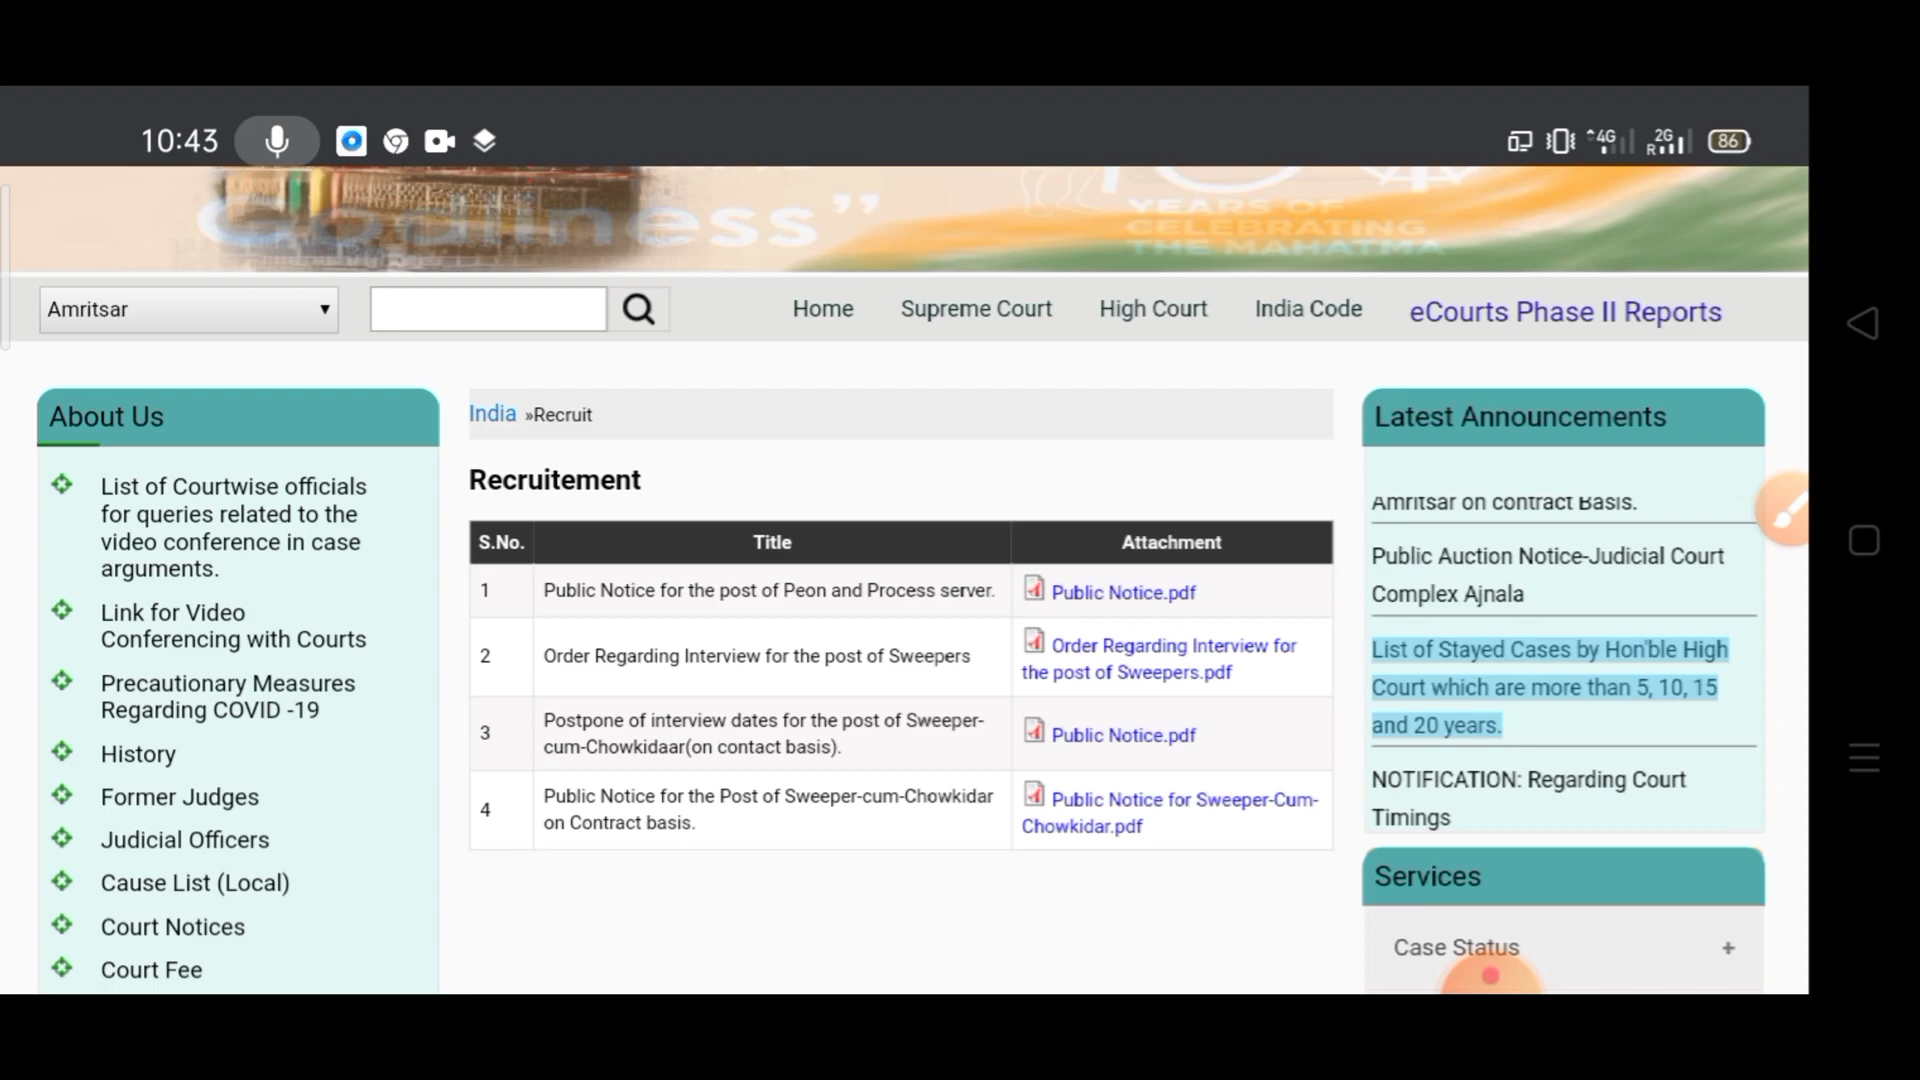 10:43
4G
2G
R
86
YEARS OF
CELEBRATING
THE MAHATMA
Amritsar
Home
Supreme Court
High Court
India Code
eCourts Phase II Reports
About Us
List of Courtwise officials
for queries related to the
video conference in case
arguments.
Link for Video
Conferencing with Courts
Precautionary Measures
Regarding COVID -19
History
Former Judges
Judicial Officers
Cause List (Local)
Court Notices
Court Fee
India »Recruit
Recruitement
S.No. Title Attachment
1 Public Notice for the post of Peon and Process server. Public Notice.pdf
2 Order Regarding Interview for the post of Sweepers Order Regarding Interview for
the post of Sweepers.pdf
3 Postpone of interview dates for the post of Sweeper-
cum-Chowkidaar(on contact basis). Public Notice.pdf
4 Public Notice for the Post of Sweeper-cum-Chowkidar
on Contract basis. Public Notice for Sweeper-Cum-
Chowkidar.pdf
Latest Announcements
Amritsar on contract Basis.
Public Auction Notice-Judicial Court
Complex Ajnala
List of Stayed Cases by Hon'ble High
Court which are more than 5, 10, 15
and 20 years.
NOTIFICATION: Regarding Court
Timings
Services
Case Status +